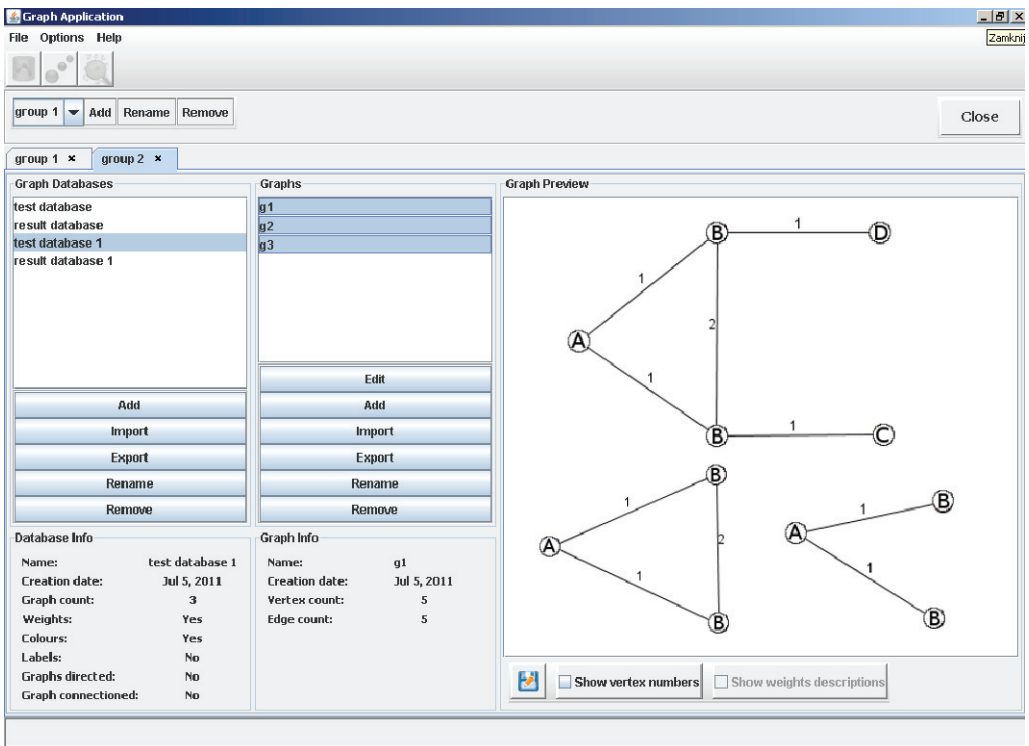 Graph Application
File Options Help
Zamknij
group 1 Add Rename Remove
Close
group 1 × group 2 ×
Graph Databases
test database
result database
test database 1
result database 1
Add
Import
Export
Rename
Remove
Graphs
g1
g2
g3
Edit
Add
Import
Export
Rename
Remove
Database Info
Name: test database 1
Creation date: Jul 5, 2011
Graph count: 3
Weights: Yes
Colours: Yes
Labels: No
Graphs directed: No
Graph connectioned: No
Graph Info
Name: g1
Creation date: Jul 5, 2011
Vertex count: 5
Edge count: 5
Graph Preview
B 1 D
1
2
A
1
B 1 C
B
1
2
A
1
B
B
1
A
1
B
Show vertex numbers
Show weights descriptions